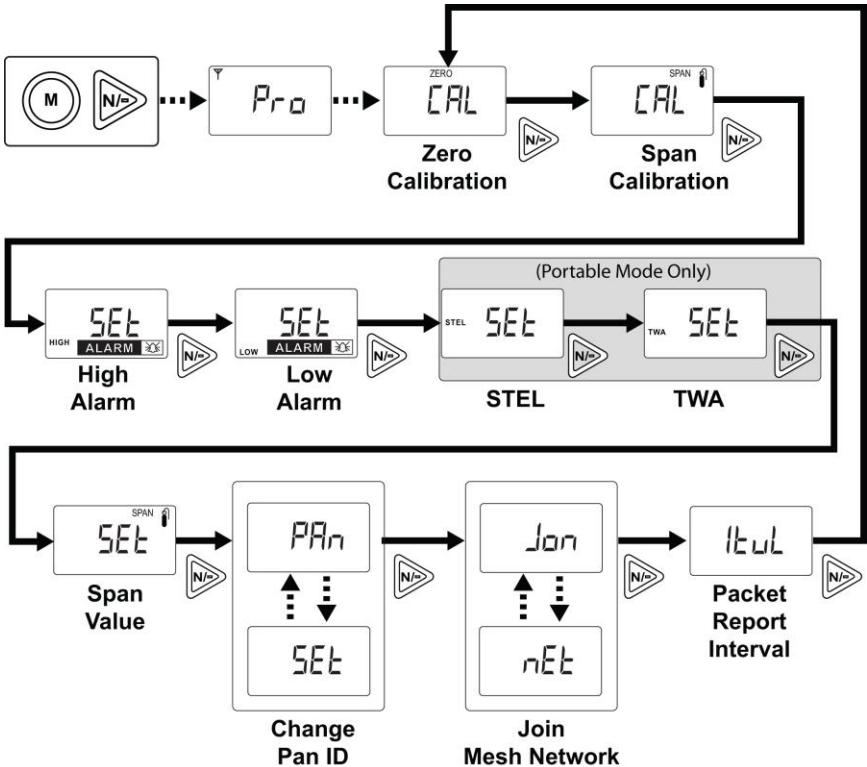 M
N/-
Pro
ZERO
CAL
N/-
Zero
Calibration
SPAN
CAL
N/-
Span
Calibration
HIGH
SEt
ALARM
N/-
High
Alarm
LOW
SEt
ALARM
N/-
Low
Alarm
(Portable Mode Only)
STEL
SEt
N/-
STEL
TWA
SEt
N/-
TWA
SPAN
SEt
N/-
Span
Value
PAn
SEt
N/-
Change
Pan ID
Jon
nEt
N/-
Join
Mesh Network
ItuL
N/-
Packet
Report
Interval